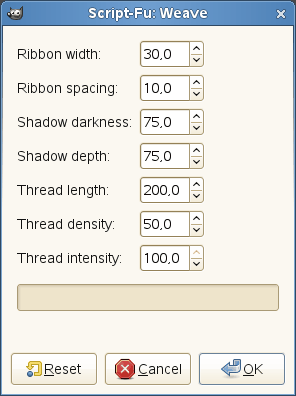 Script-Fu: Weave
Ribbon width: 30,0
Ribbon spacing: 10,0
Shadow darkness: 75,0
Shadow depth: 75,0
Thread length: 200,0
Thread density: 50,0
Thread intensity: 100,0
Reset Cancel OK